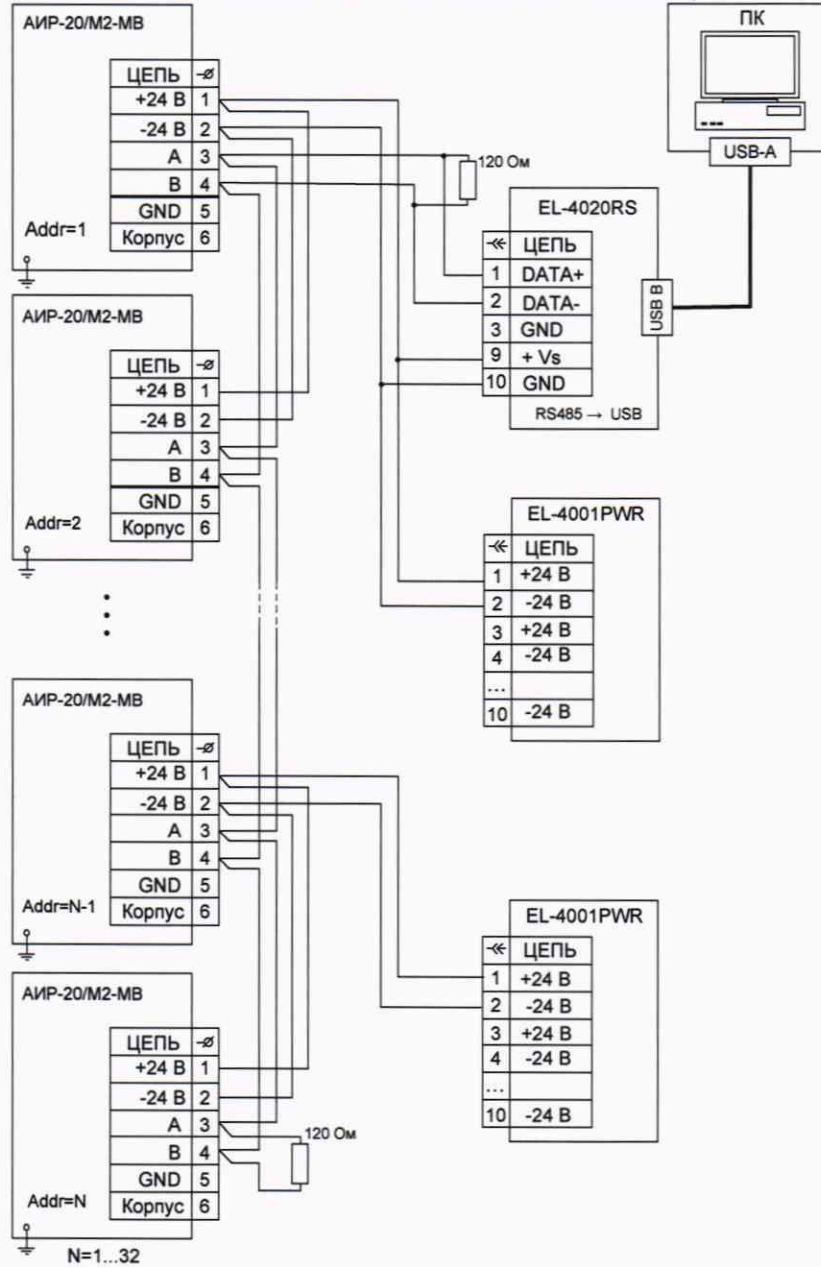 АИР-20/М2-МВ
ЦЕПЬ
+24 В 1
-24 В 2
А 3
В 4
GND 5
Корпус 6
Addr=1
АИР-20/М2-МВ
ЦЕПЬ
+24 В 1
-24 В 2
А 3
В 4
GND 5
Корпус 6
Addr=2
АИР-20/М2-МВ
ЦЕПЬ
+24 В 1
-24 В 2
А 3
В 4
GND 5
Корпус 6
Addr=N-1
АИР-20/М2-МВ
ЦЕПЬ
+24 В 1
-24 В 2
А 3
В 4
GND 5
Корпус 6
Addr=N
N=1...32
120 Ом
120 Ом
ПК
USB-A
EL-4020RS
ЦЕПЬ
1 DATA+
2 DATA-
3 GND
9 + Vs
10 GND
USB B
RS485 → USB
EL-4001PWR
ЦЕПЬ
1 +24 В
2 -24 В
3 +24 В
4 -24 В
...
10 -24 В
EL-4001PWR
ЦЕПЬ
1 +24 В
2 -24 В
3 +24 В
4 -24 В
...
10 -24 В